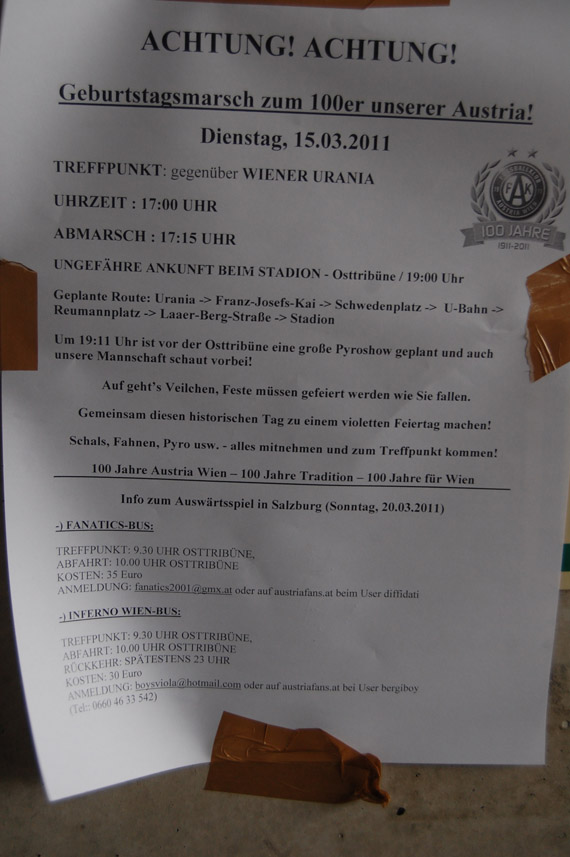 ACHTUNG! ACHTUNG!
Geburtstagsmarsch zum 100er unserer Austria!
Dienstag, 15.03.2011
TREFFPUNKT: gegenüber WIENER URANIA
UHRZEIT : 17:00 UHR
ABMARSCH : 17:15 UHR
FAK
AUSTRIA WIEN
100 JAHRE
1911-2011
UNGEFÄHRE ANKUNFT BEIM STADION - Osttribüne / 19:00 Uhr
Geplante Route: Urania -> Franz-Josefs-Kai -> Schwedenplatz -> U-Bahn ->
Reumannplatz -> Laaer-Berg-Straße -> Stadion
Um 19:11 Uhr ist vor der Osttribüne eine große Pyroshow geplant und auch
unsere Mannschaft schaut vorbei!
Auf geht's Veilchen, Feste müssen gefeiert werden wie Sie fallen.
Gemeinsam diesen historischen Tag zu einem violetten Feiertag machen!
Schals, Fahnen, Pyro usw. - alles mitnehmen und zum Treffpunkt kommen!
100 Jahre Austria Wien – 100 Jahre Tradition – 100 Jahre für Wien
Info zum Auswärtsspiel in Salzburg (Sonntag, 20.03.2011)
-) FANATICS-BUS:
TREFFPUNKT: 9.30 UHR OSTTRIBÜNE,
ABFAHRT: 10.00 UHR OSTTRIBÜNE
KOSTEN: 35 Euro
ANMELDUNG: fanatics2001@gmx.at oder auf austriafans.at beim User diffidati
-) INFERNO WIEN-BUS:
TREFFPUNKT: 9.30 UHR OSTTRIBÜNE,
ABFAHRT: 10.00 UHR OSTTRIBÜNE
RÜCKKEHR: SPÄTESTENS 23 UHR
KOSTEN: 30 Euro
ANMELDUNG: boysviola@hotmail.com oder auf austriafans.at bei User bergiboy
(Tel:: 0660 46 33 542)